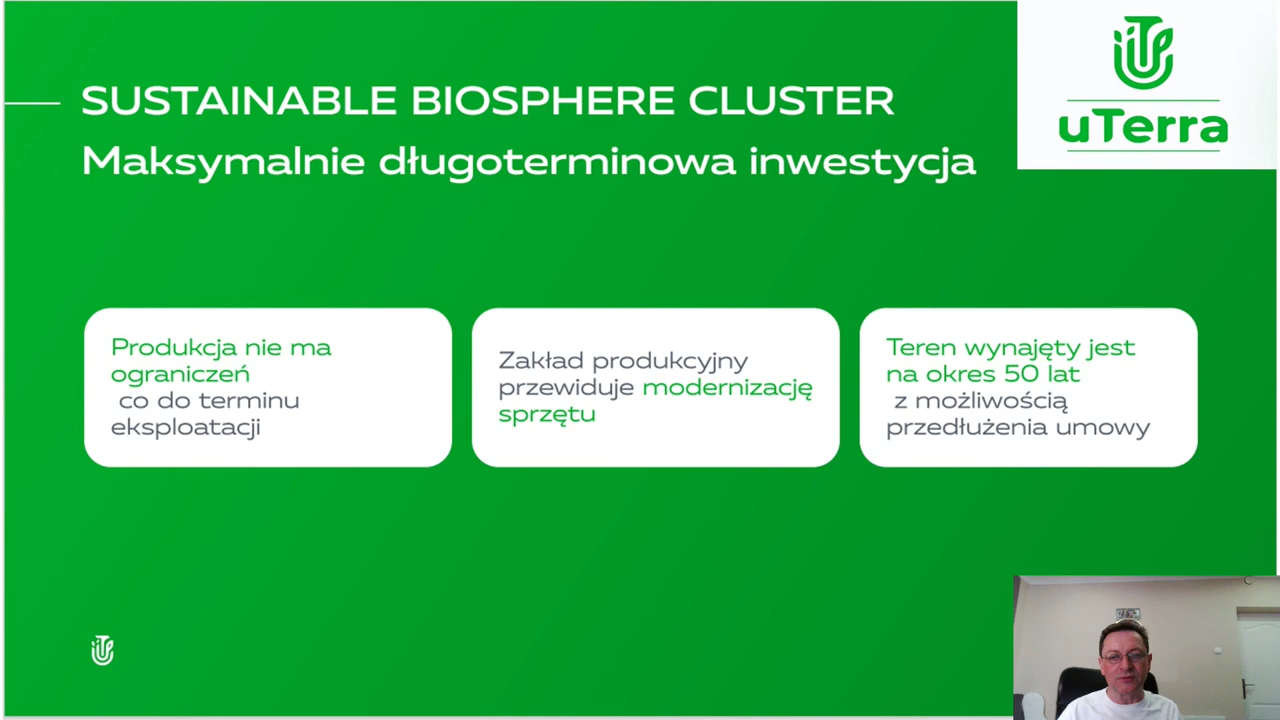 SUSTAINABLE BIOSPHERE CLUSTER
Maksymalnie długoterminowa inwestycja
uTerra
Produkcja nie ma
ograniczeń
co do terminu
eksploatacji
Zakład produkcyjny
przewiduje modernizację
sprzętu
Teren wynajęty jest
na okres 50 lat
z możliwością
przedłużenia umowy